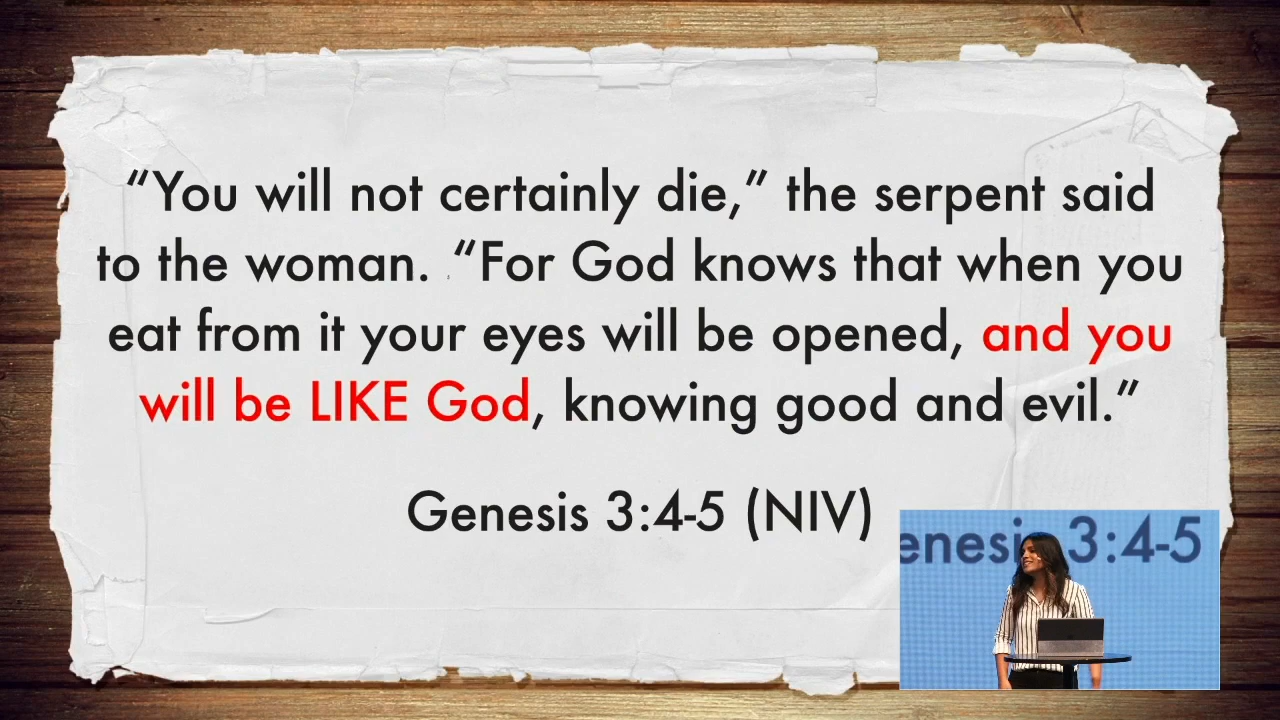 “You will not certainly die,” the serpent said
to the woman. “For God knows that when you
eat from it your eyes will be opened, and you
will be LIKE God, knowing good and evil.”
Genesis 3:4-5 (NIV)
enesis 3:4-5